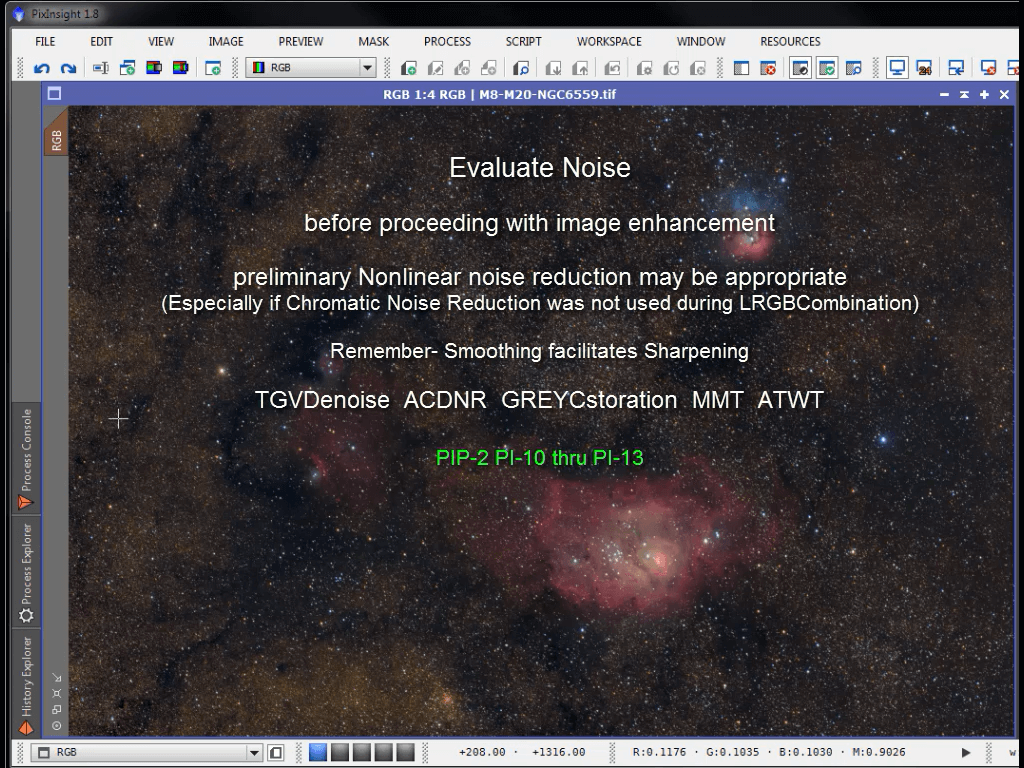 PixInsight 1.8
FILE EDIT VIEW IMAGE PREVIEW MASK PROCESS SCRIPT WORKSPACE WINDOW RESOURCES
RGB
RGB 1:4 RGB | M8-M20-NGC6559.tif
RGB
Evaluate Noise
before proceeding with image enhancement
preliminary Nonlinear noise reduction may be appropriate
(Especially if Chromatic Noise Reduction was not used during LRGBCombination)
Remember- Smoothing facilitates Sharpening
TGVDenoise ACDNR GREYCstoration MMT ATWT
PIP-2 PI-10 thru PI-13
Process Console
Process Explorer
History Explorer
RGB
+208.00 · +1316.00
R:0.1176 · G:0.1035 · B:0.1030 · M:0.9026
w